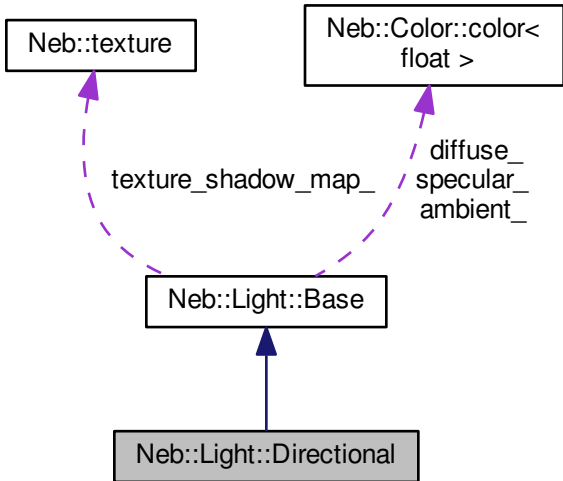 Neb::texture
Neb::Color::color<
float >
texture_shadow_map_
diffuse_
specular_
ambient_
Neb::Light::Base
Neb::Light::Directional